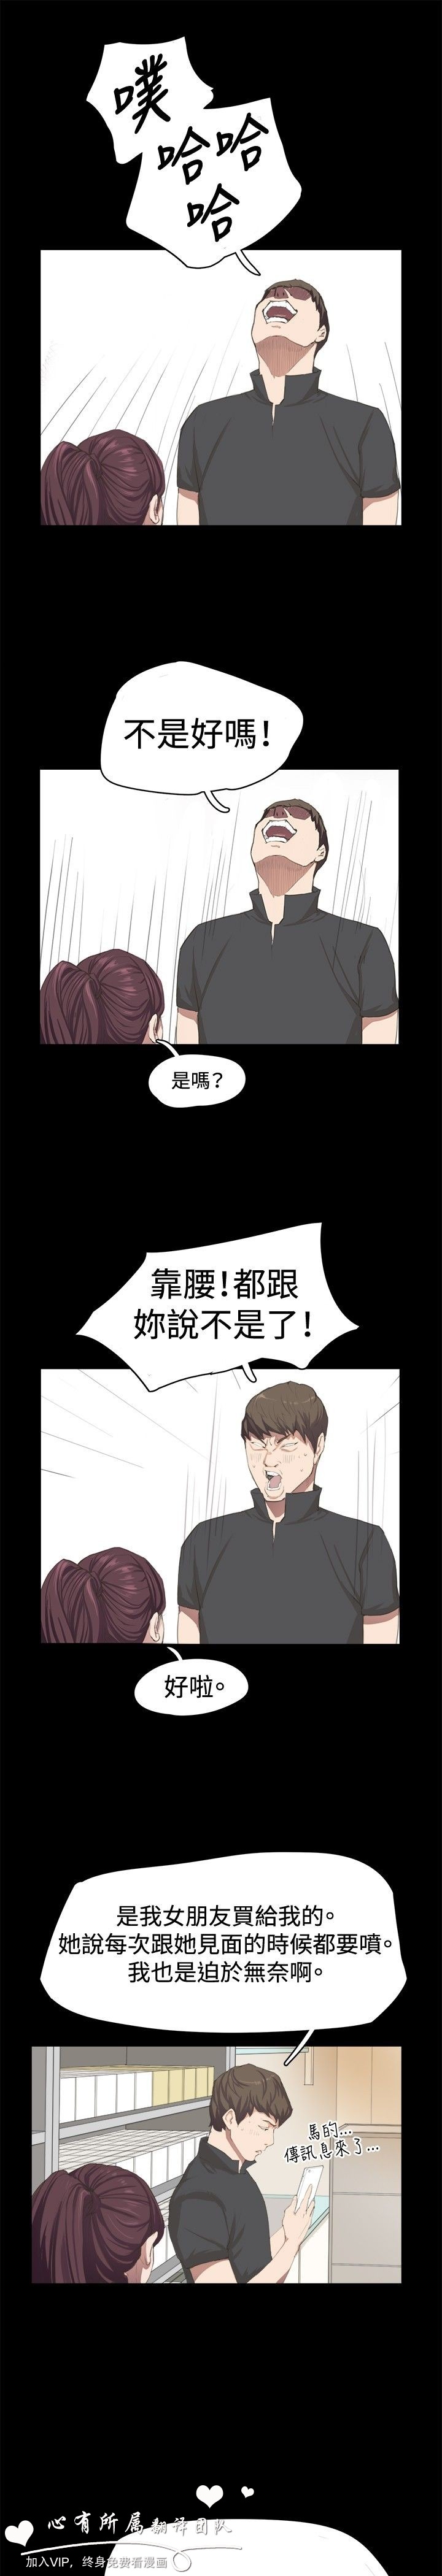 噗
哈哈
哈
不是好嗎！
是嗎？
靠腰！都跟
妳說不是了！
好啦。
是我女朋友買給我的。
她說每次跟她見面的時候都要噴。
我也是迫於無奈啊。
馬的...
傳訊息來了...
心有所属翻译团队
加入VIP，终身免费看漫画